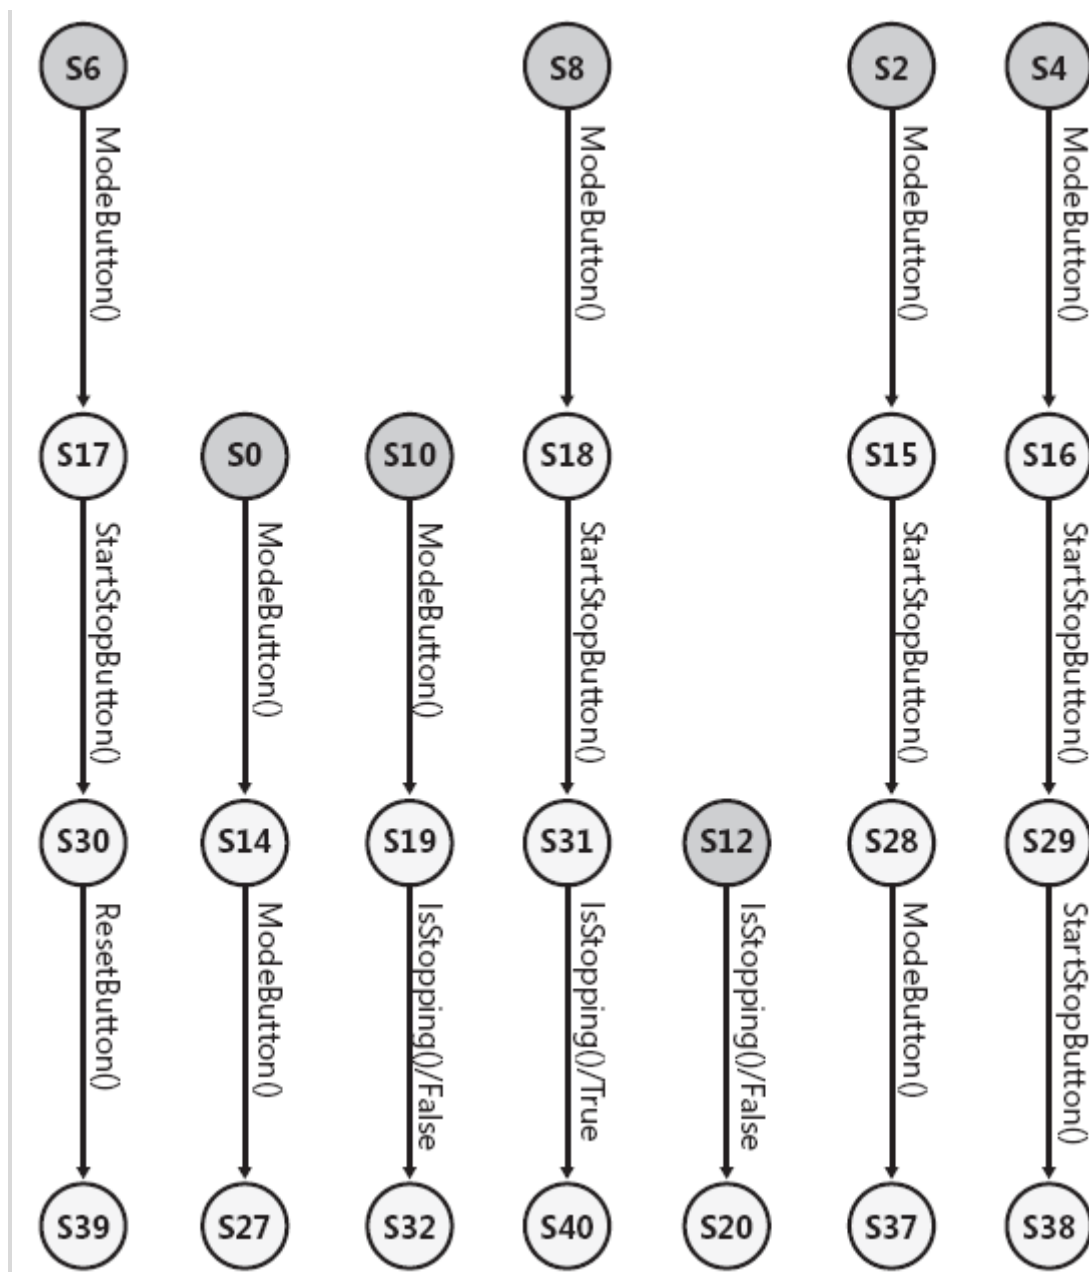 S6
S8
S2
S4
ModeButton()
ModeButton()
ModeButton()
ModeButton()
S17
S0
S10
S18
S15
S16
StartStopButton()
ModeButton()
ModeButton()
StartStopButton()
StartStopButton()
StartStopButton()
S30
S14
S19
S31
S12
S28
S29
ResetButton()
ModeButton()
IsStopping()/False
IsStopping()/True
IsStopping()/False
ModeButton()
StartStopButton()
S39
S27
S32
S40
S20
S37
S38